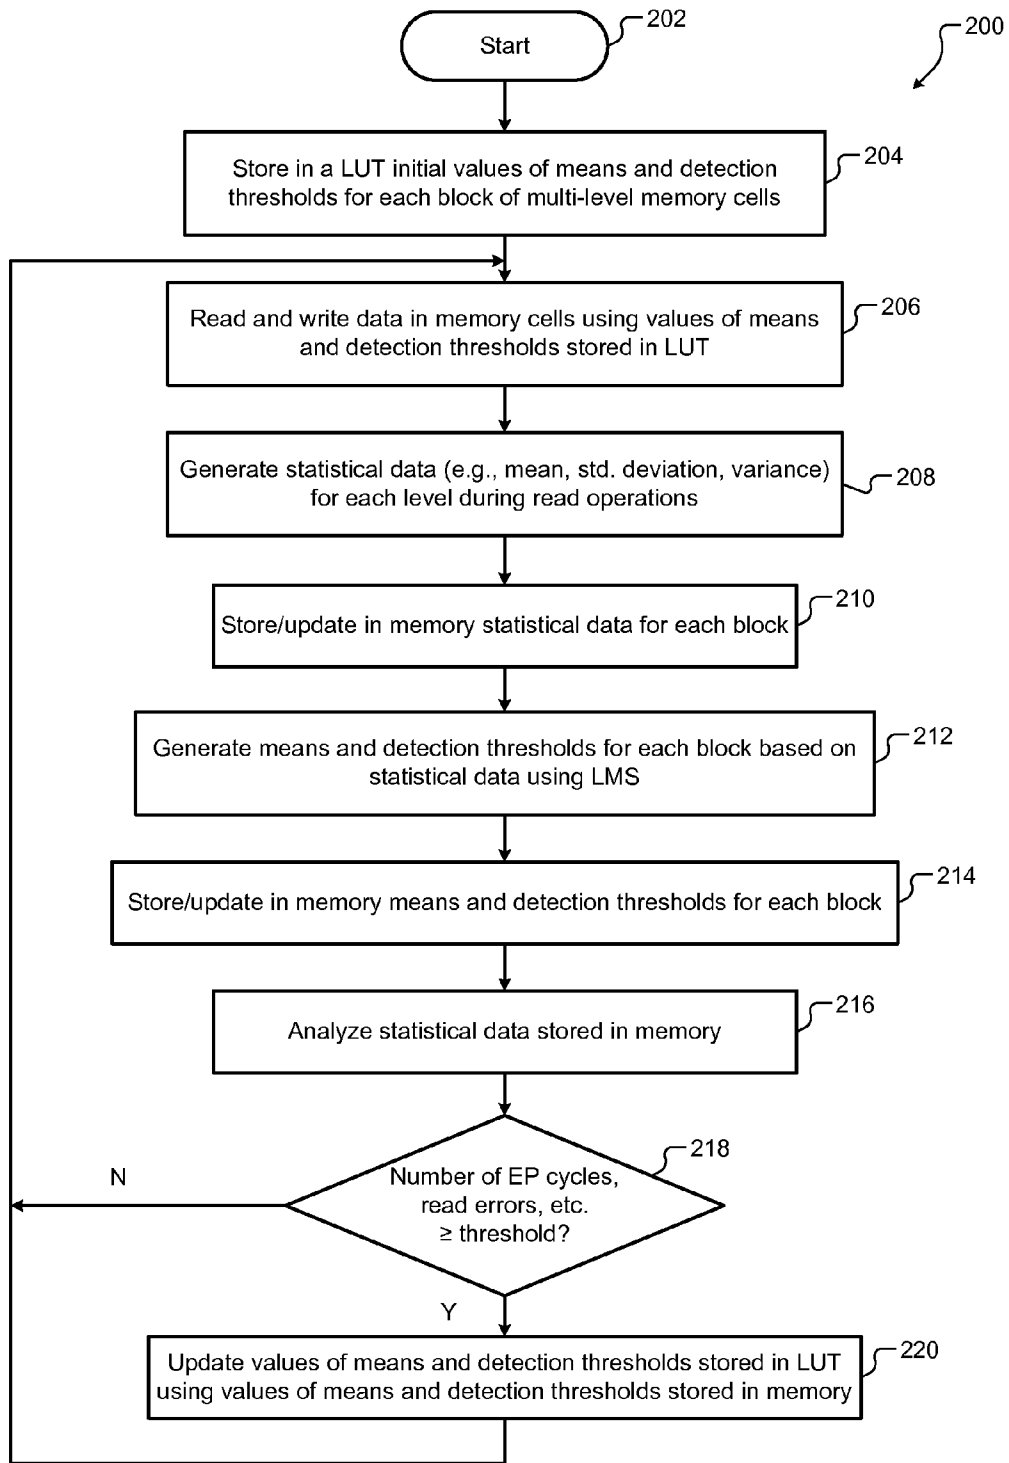 Start
202
200
Store in a LUT initial values of means and detection
thresholds for each block of multi-level memory cells
204
Read and write data in memory cells using values of means
and detection thresholds stored in LUT
206
Generate statistical data (e.g., mean, std. deviation, variance)
for each level during read operations
208
Store/update in memory statistical data for each block
210
Generate means and detection thresholds for each block based on
statistical data using LMS
212
Store/update in memory means and detection thresholds for each block
214
Analyze statistical data stored in memory
216
Number of EP cycles,
read errors, etc.
≥ threshold?
218
N
Y
Update values of means and detection thresholds stored in LUT
using values of means and detection thresholds stored in memory
220